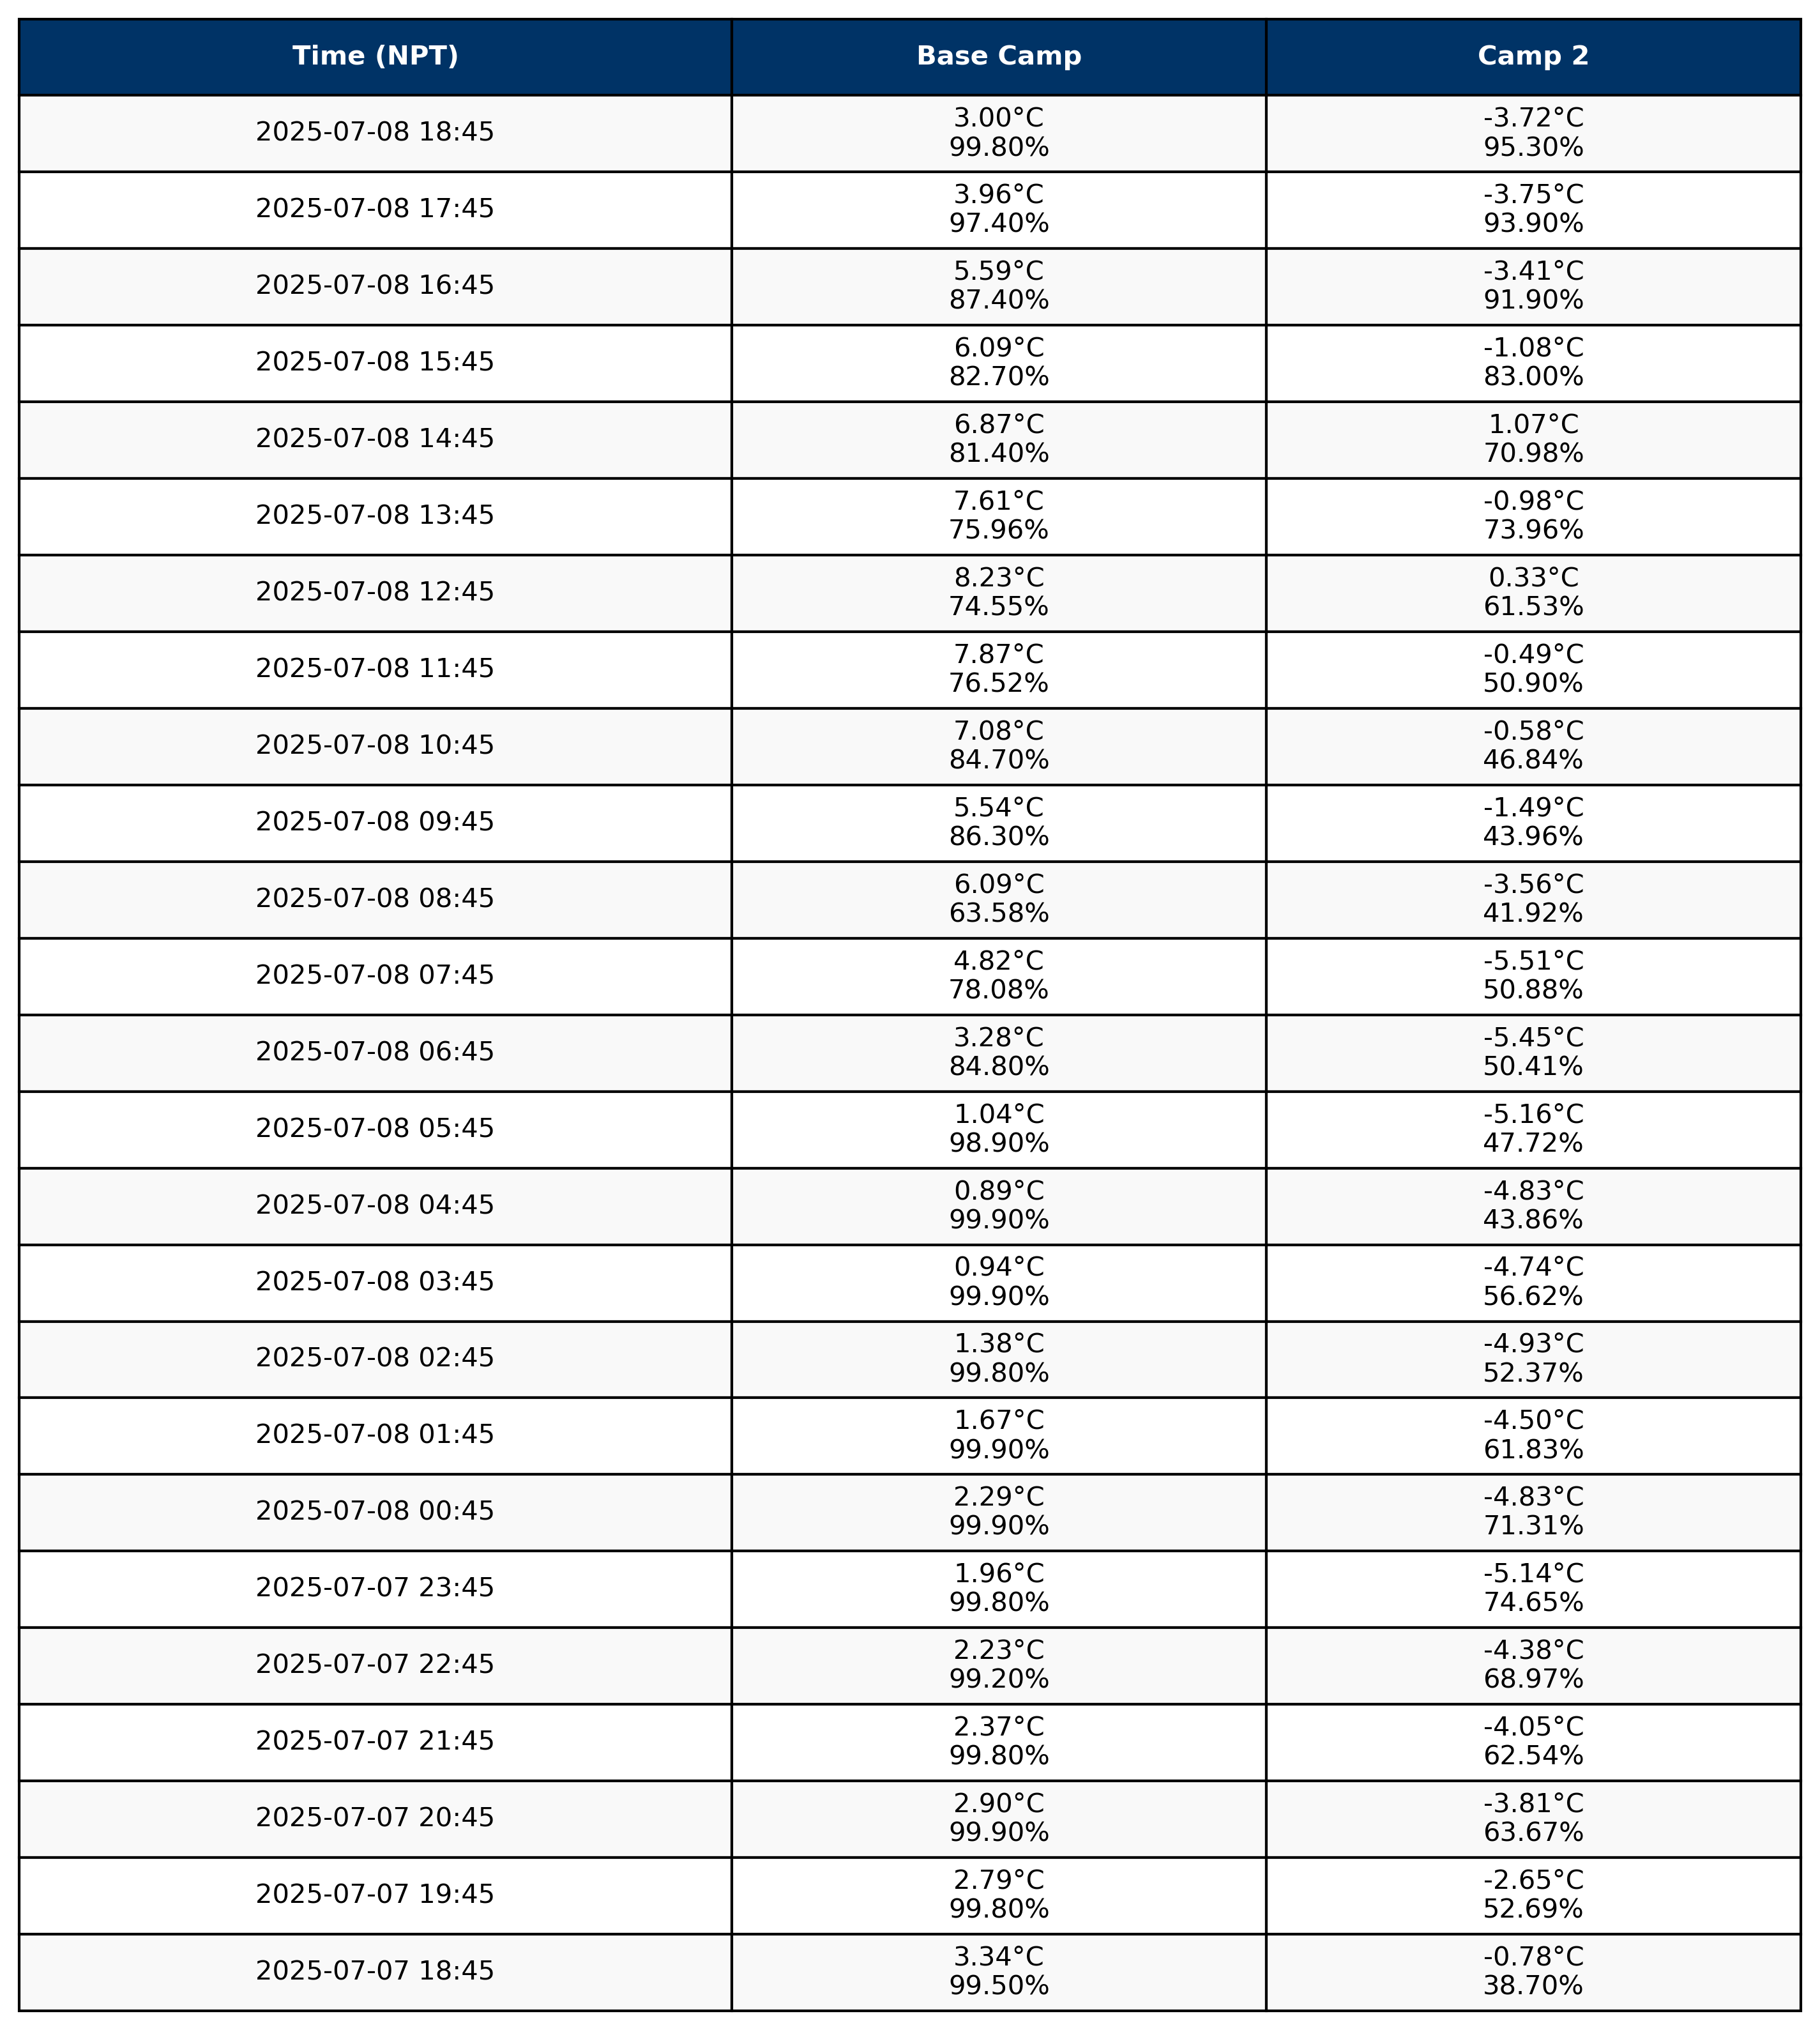 Time (NPT) Base Camp Camp 2
2025-07-08 18:45 3.00°C -3.72°C
99.80% 95.30%
2025-07-08 17:45 3.96°C -3.75°C
97.40% 93.90%
2025-07-08 16:45 5.59°C -3.41°C
87.40% 91.90%
2025-07-08 15:45 6.09°C -1.08°C
82.70% 83.00%
2025-07-08 14:45 6.87°C 1.07°C
81.40% 70.98%
2025-07-08 13:45 7.61°C -0.98°C
75.96% 73.96%
2025-07-08 12:45 8.23°C 0.33°C
74.55% 61.53%
2025-07-08 11:45 7.87°C -0.49°C
76.52% 50.90%
2025-07-08 10:45 7.08°C -0.58°C
84.70% 46.84%
2025-07-08 09:45 5.54°C -1.49°C
86.30% 43.96%
2025-07-08 08:45 6.09°C -3.56°C
63.58% 41.92%
2025-07-08 07:45 4.82°C -5.51°C
78.08% 50.88%
2025-07-08 06:45 3.28°C -5.45°C
84.80% 50.41%
2025-07-08 05:45 1.04°C -5.16°C
98.90% 47.72%
2025-07-08 04:45 0.89°C -4.83°C
99.90% 43.86%
2025-07-08 03:45 0.94°C -4.74°C
99.90% 56.62%
2025-07-08 02:45 1.38°C -4.93°C
99.80% 52.37%
2025-07-08 01:45 1.67°C -4.50°C
99.90% 61.83%
2025-07-08 00:45 2.29°C -4.83°C
99.90% 71.31%
2025-07-07 23:45 1.96°C -5.14°C
99.80% 74.65%
2025-07-07 22:45 2.23°C -4.38°C
99.20% 68.97%
2025-07-07 21:45 2.37°C -4.05°C
99.80% 62.54%
2025-07-07 20:45 2.90°C -3.81°C
99.90% 63.67%
2025-07-07 19:45 2.79°C -2.65°C
99.80% 52.69%
2025-07-07 18:45 3.34°C -0.78°C
99.50% 38.70%